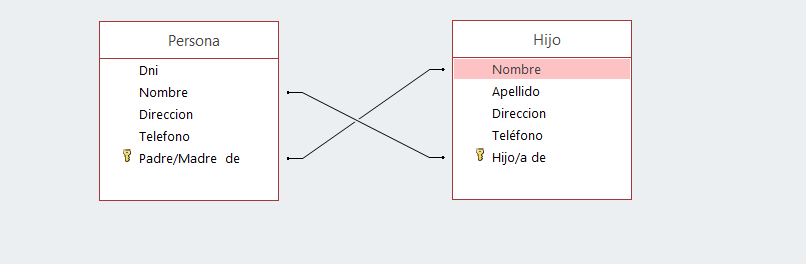 Persona
Dni
Nombre
Direccion
Telefono
Padre/Madre de
Hijo
Nombre
Apellido
Direccion
Teléfono
Hijo/a de